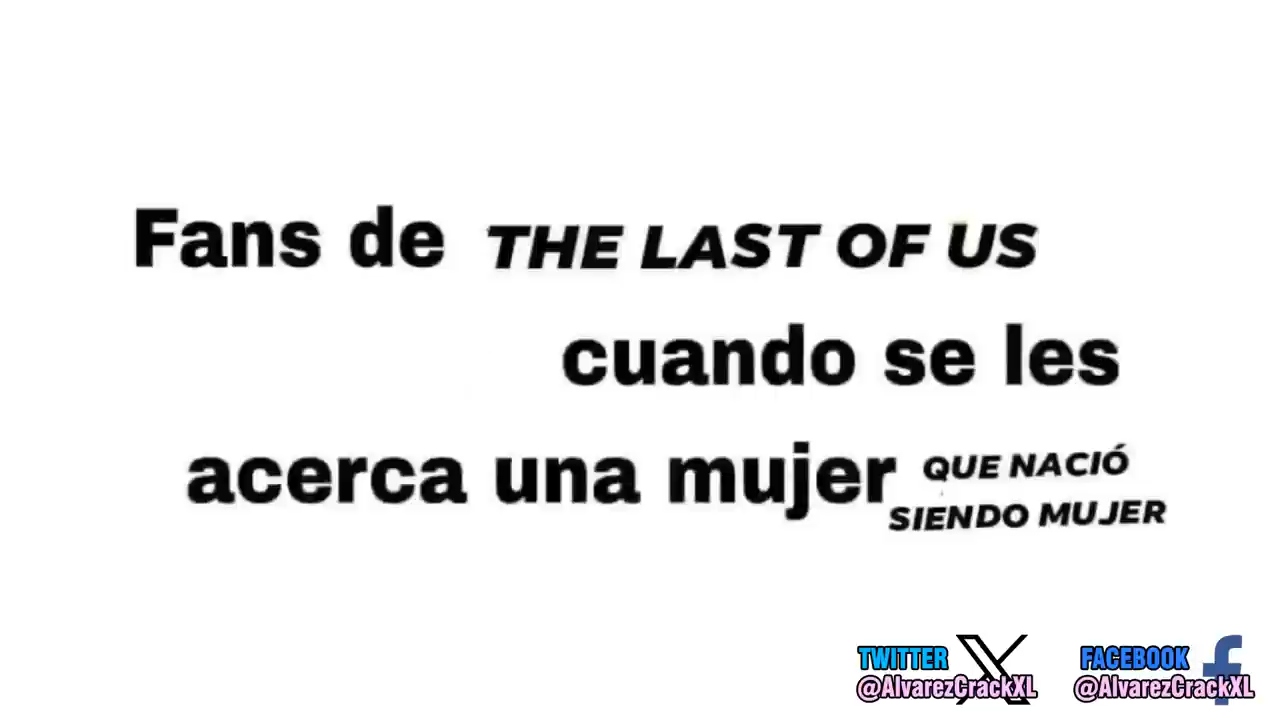 Fans de THE LAST OF US
cuando se les
acerca una mujer QUE NACIÓ
SIENDO MUJER
TWITTER X FACEBOOK f
@AlvarezCrackXL @AlvarezCrackXL